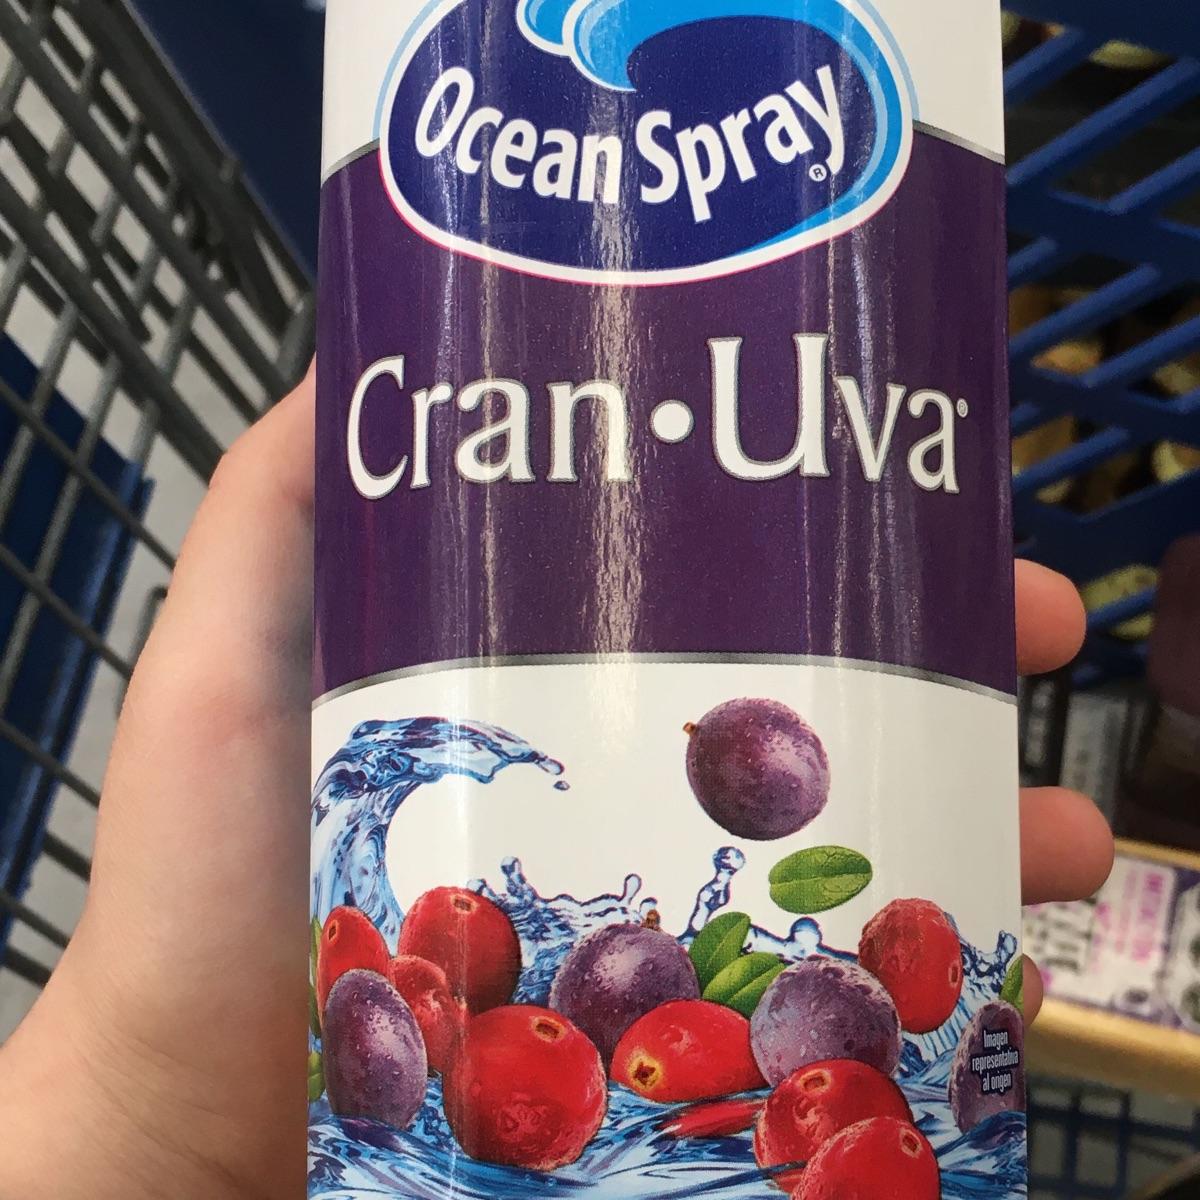 Ocean Spray®
Cran•Uva®
Imagen
representativa
al origen